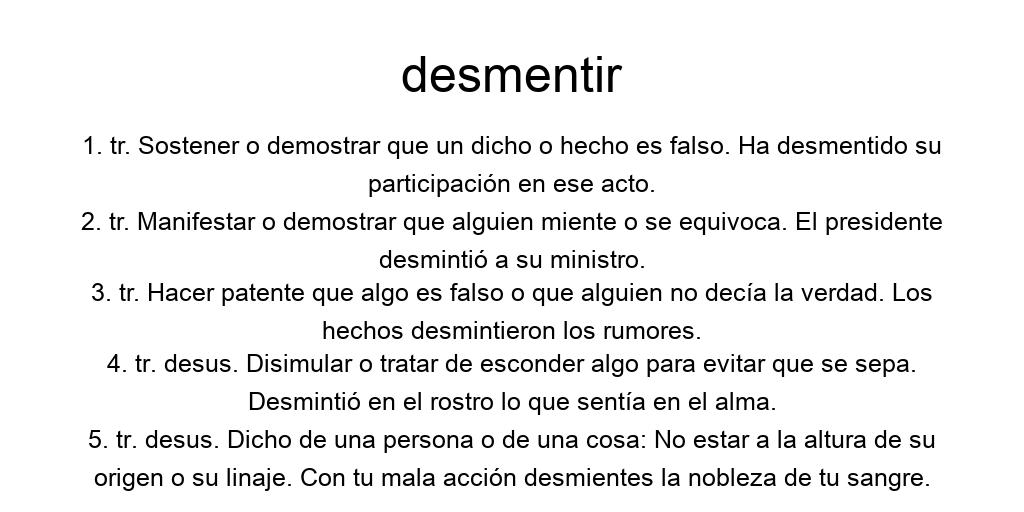 desmentir
1. tr. Sostener o demostrar que un dicho o hecho es falso. Ha desmentido su
participación en ese acto.
2. tr. Manifestar o demostrar que alguien miente o se equivoca. El presidente
desmintió a su ministro.
3. tr. Hacer patente que algo es falso o que alguien no decía la verdad. Los
hechos desmintieron los rumores.
4. tr. desus. Disimular o tratar de esconder algo para evitar que se sepa.
Desmintió en el rostro lo que sentía en el alma.
5. tr. desus. Dicho de una persona o de una cosa: No estar a la altura de su
origen o su linaje. Con tu mala acción desmientes la nobleza de tu sangre.